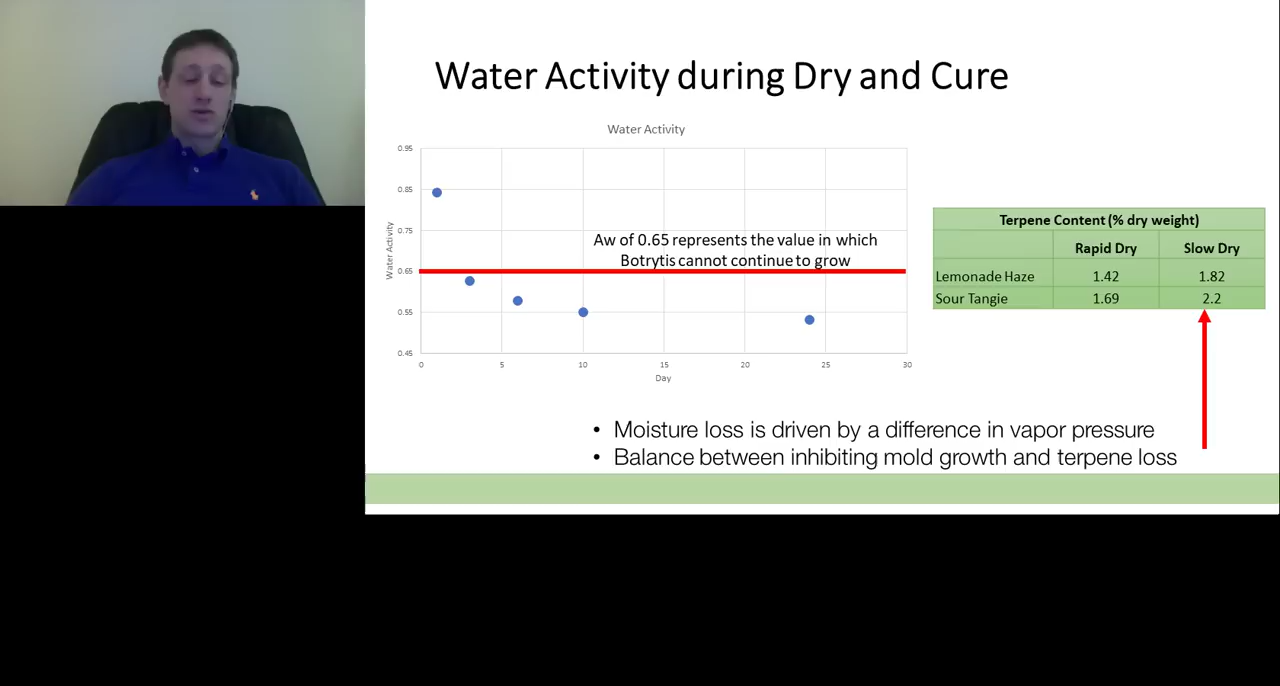 Water Activity during Dry and Cure
Water Activity
0.95
0.85
0.75
0.65
0.55
0.45
Water Activity
Aw of 0.65 represents the value in which
Botrytis cannot continue to grow
0 5 10 15 20 25 30
Day
Terpene Content (% dry weight)
Rapid Dry Slow Dry
Lemonade Haze 1.42 1.82
Sour Tangie 1.69 2.2
• Moisture loss is driven by a difference in vapor pressure
• Balance between inhibiting mold growth and terpene loss